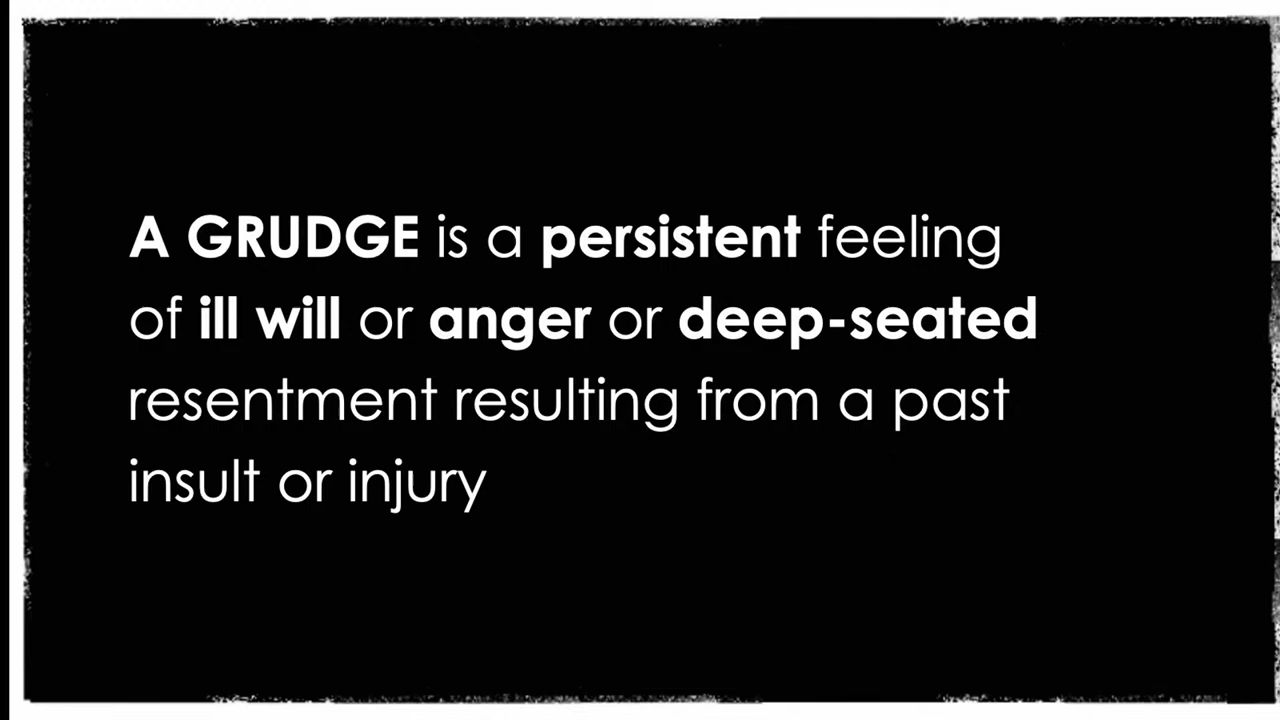 A GRUDGE is a persistent feeling
of ill will or anger or deep-seated
resentment resulting from a past
insult or injury